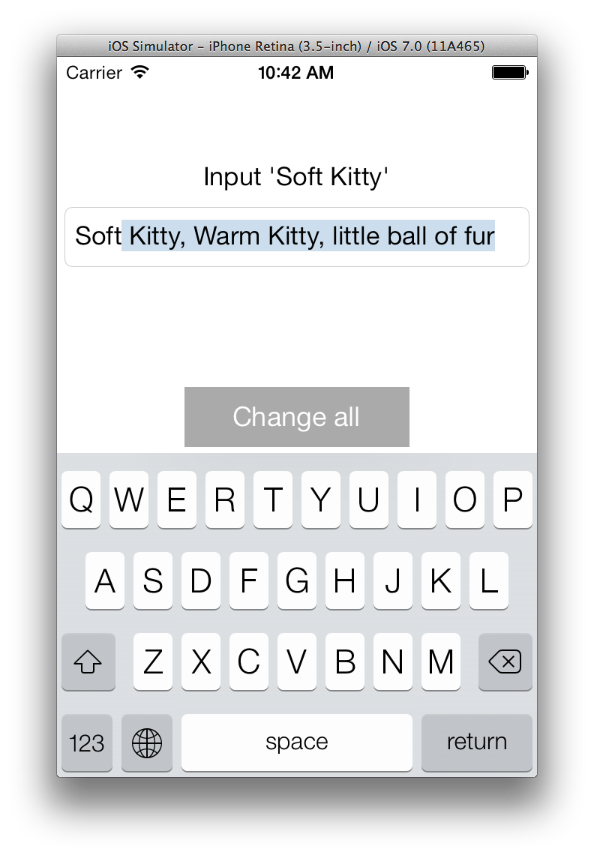 iOS Simulator - iPhone Retina (3.5-inch) / iOS 7.0 (11A465)
Carrier 10:42 AM
Input 'Soft Kitty'
Soft Kitty, Warm Kitty, little ball of fur
Change all
Q W E R T Y U I O P
A S D F G H J K L
Z X C V B N M
123 space return